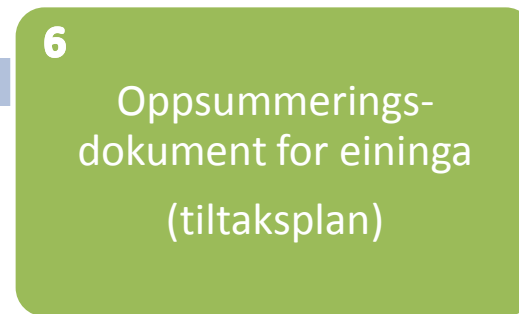 6
Oppsummerings-
dokument for eininga
(tiltaksplan)